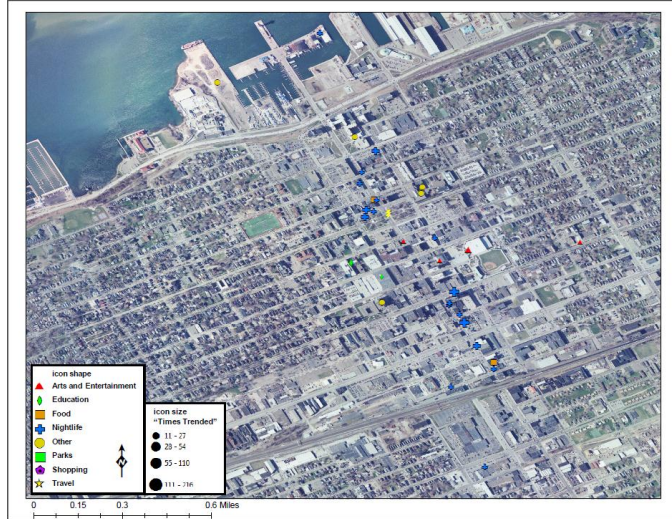 icon shape
Arts and Entertainment
Education
Food
Nightlife
Other
Parks
Shopping
Travel
icon size
"Times Trended"
11 - 27
28 - 54
55 - 110
111 - 216
0 0.15 0.3 0.6 Miles